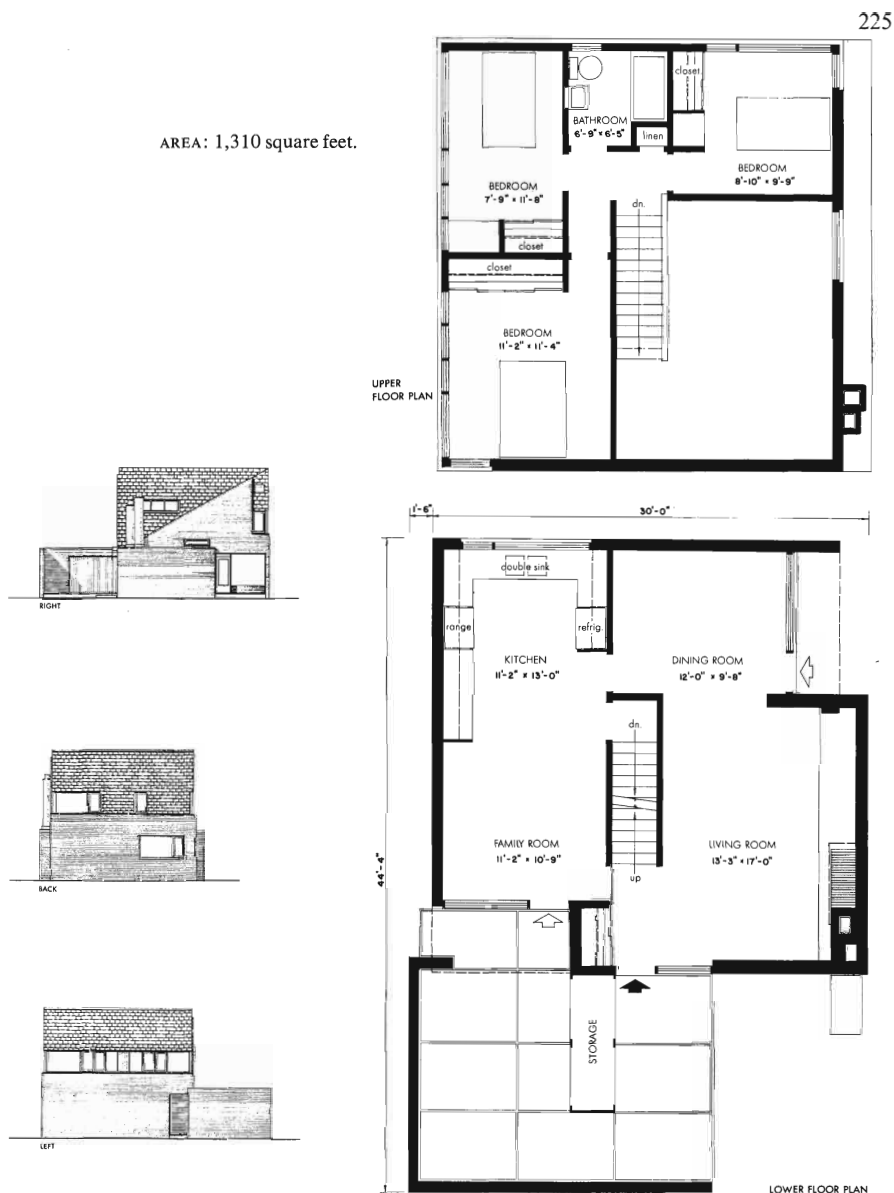 225
AREA: 1,310 square feet.
closet
BATHROOM
6'-9" × 6'-5"
linen
BEDROOM
8'-10" × 9'-9"
BEDROOM
7'-9" × 11'-8"
dn.
closet
closet
BEDROOM
11'-2" × 11'-4"
UPPER
FLOOR PLAN
RIGHT
BACK
LEFT
1'-6"
30'-0"
double sink
range
refrig.
KITCHEN
11'-2" × 13'-0"
DINING ROOM
12'-0" × 9'-8"
dn.
FAMILY ROOM
11'-2" × 10'-9"
LIVING ROOM
13'-3" × 17'-0"
up
44'-4"
STORAGE
LOWER FLOOR PLAN